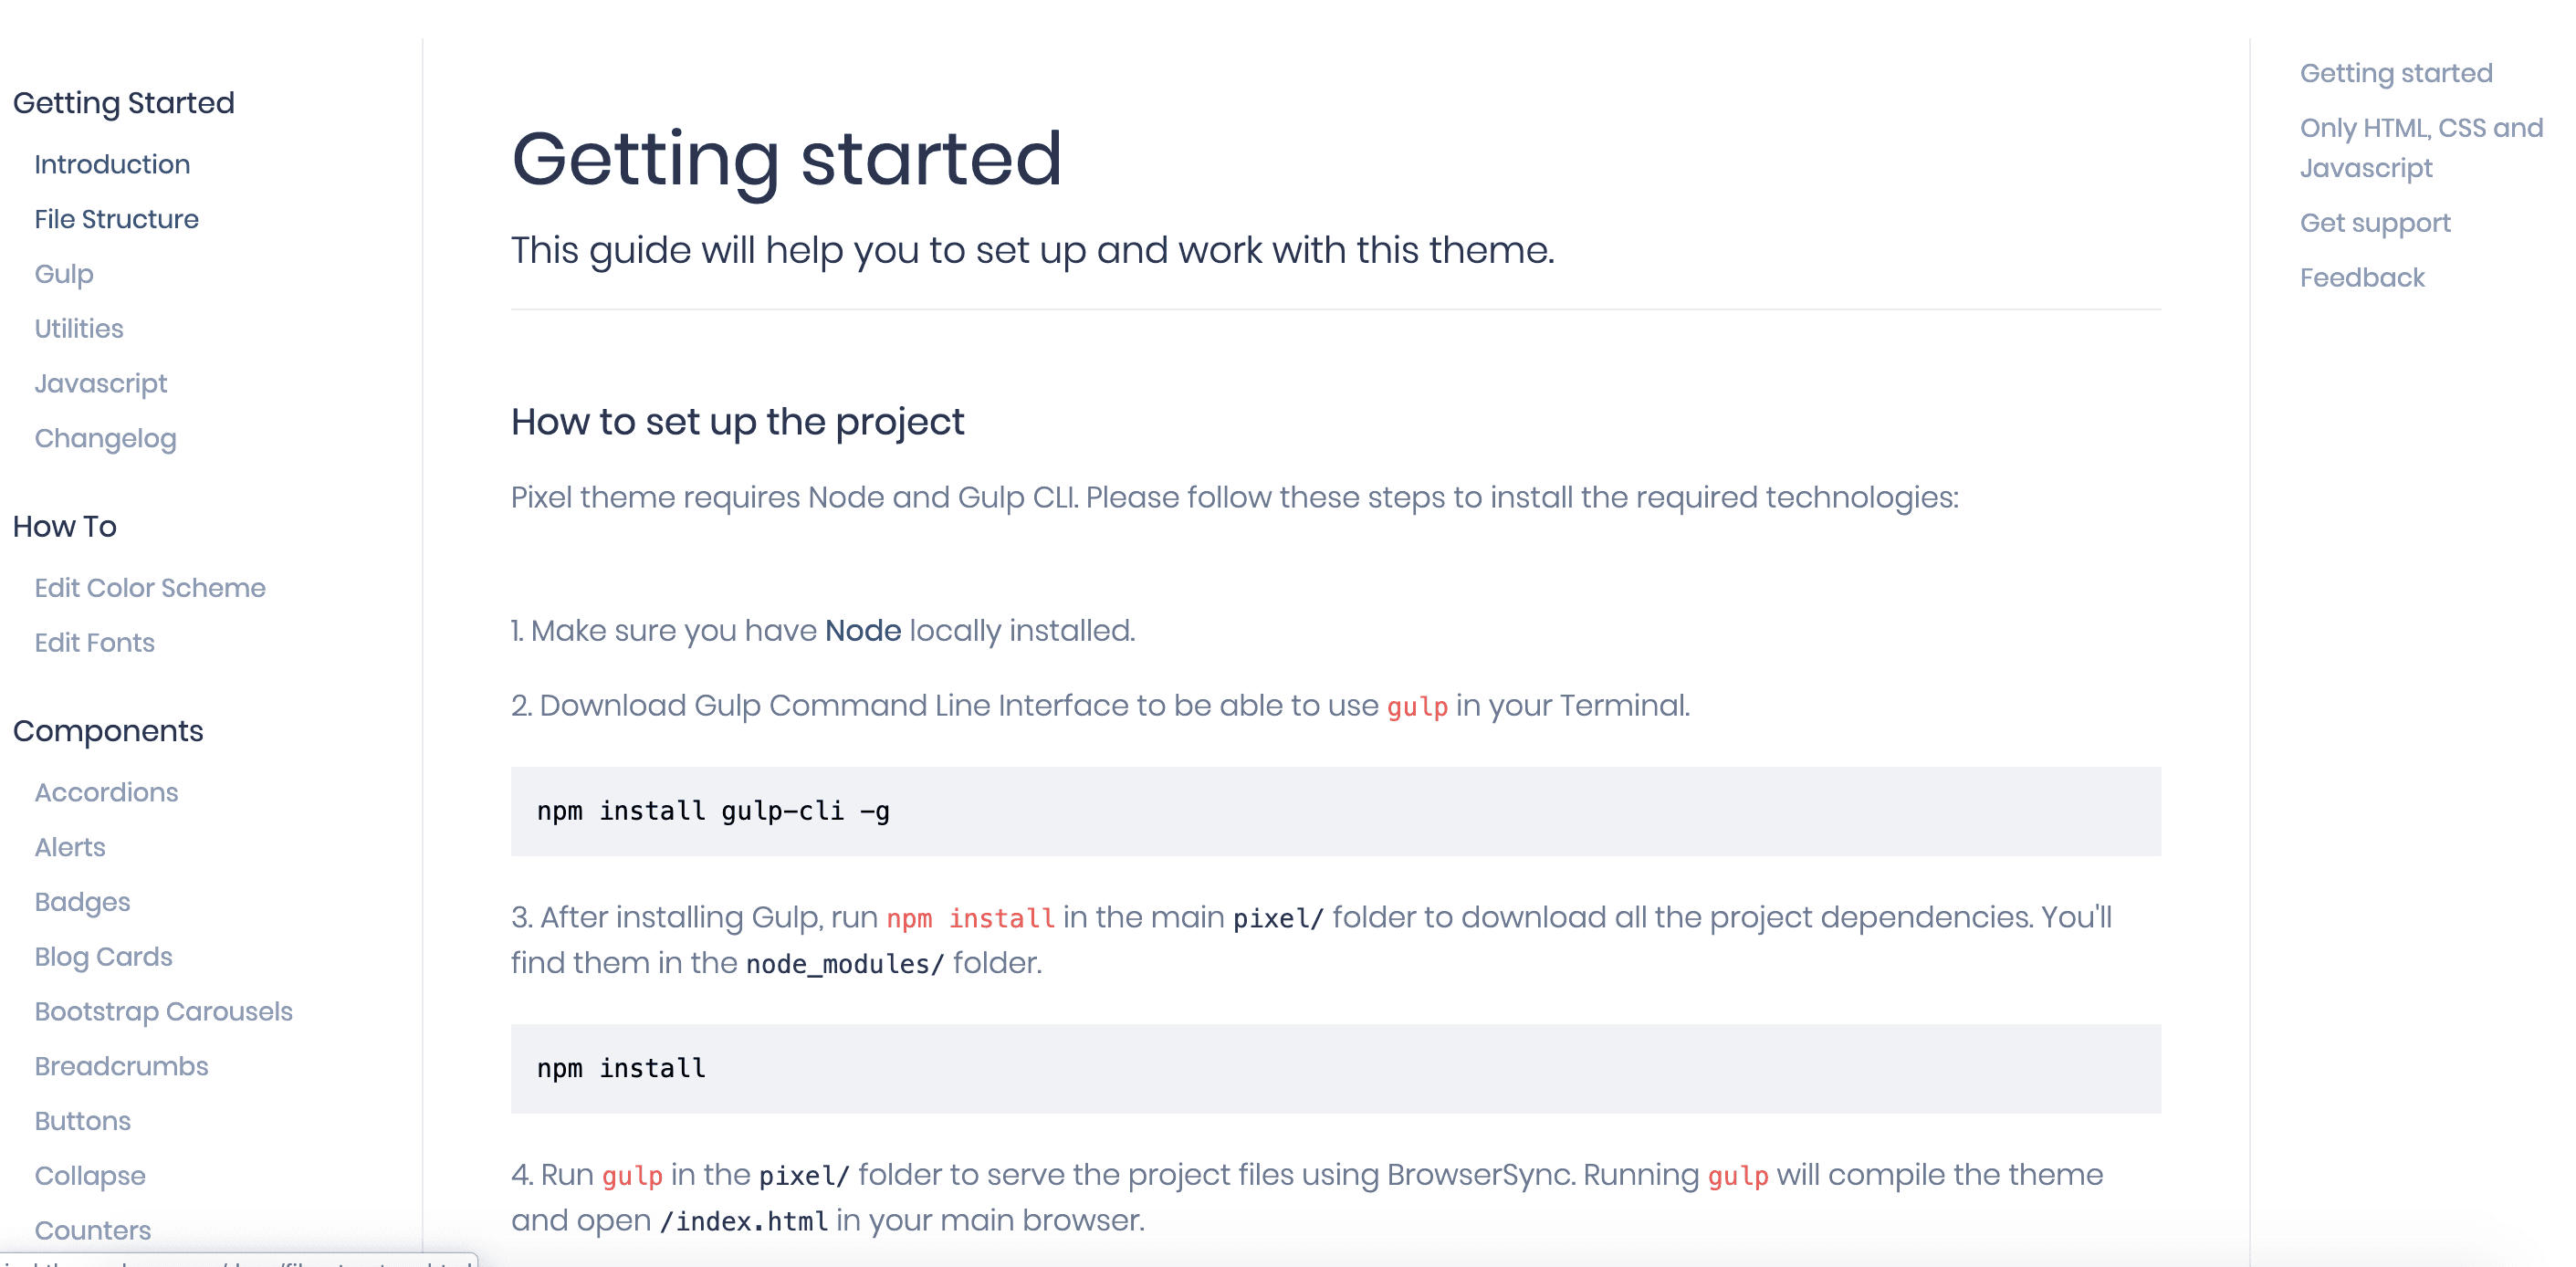 Getting Started
Introduction
File Structure
Gulp
Utilities
Javascript
Changelog
How To
Edit Color Scheme
Edit Fonts
Components
Accordions
Alerts
Badges
Blog Cards
Bootstrap Carousels
Breadcrumbs
Buttons
Collapse
Counters
Getting started
This guide will help you to set up and work with this theme.
How to set up the project
Pixel theme requires Node and Gulp CLI. Please follow these steps to install the required technologies:
1. Make sure you have Node locally installed.
2. Download Gulp Command Line Interface to be able to use gulp in your Terminal.
npm install gulp-cli -g
3. After installing Gulp, run npm install in the main pixel/ folder to download all the project dependencies. You'll
find them in the node_modules/ folder.
npm install
4. Run gulp in the pixel/ folder to serve the project files using BrowserSync. Running gulp will compile the theme
and open /index.html in your main browser.
Getting started
Only HTML, CSS and
Javascript
Get support
Feedback